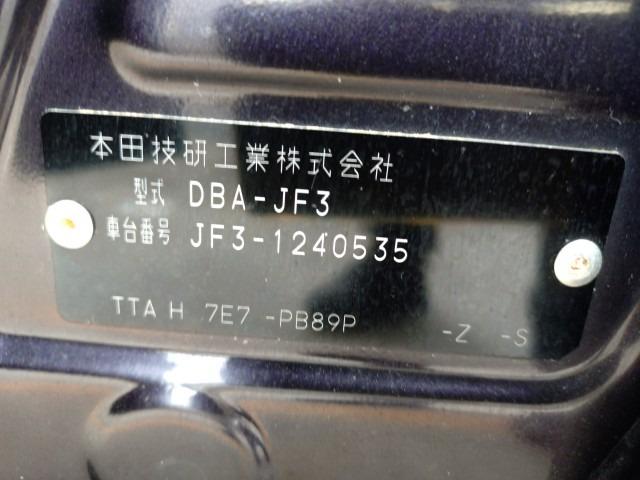 本田技研工業株式会社
型式 DBA-JF3
車台番号 JF3-1240535
TTA H 7E7 -PB89P -Z -S